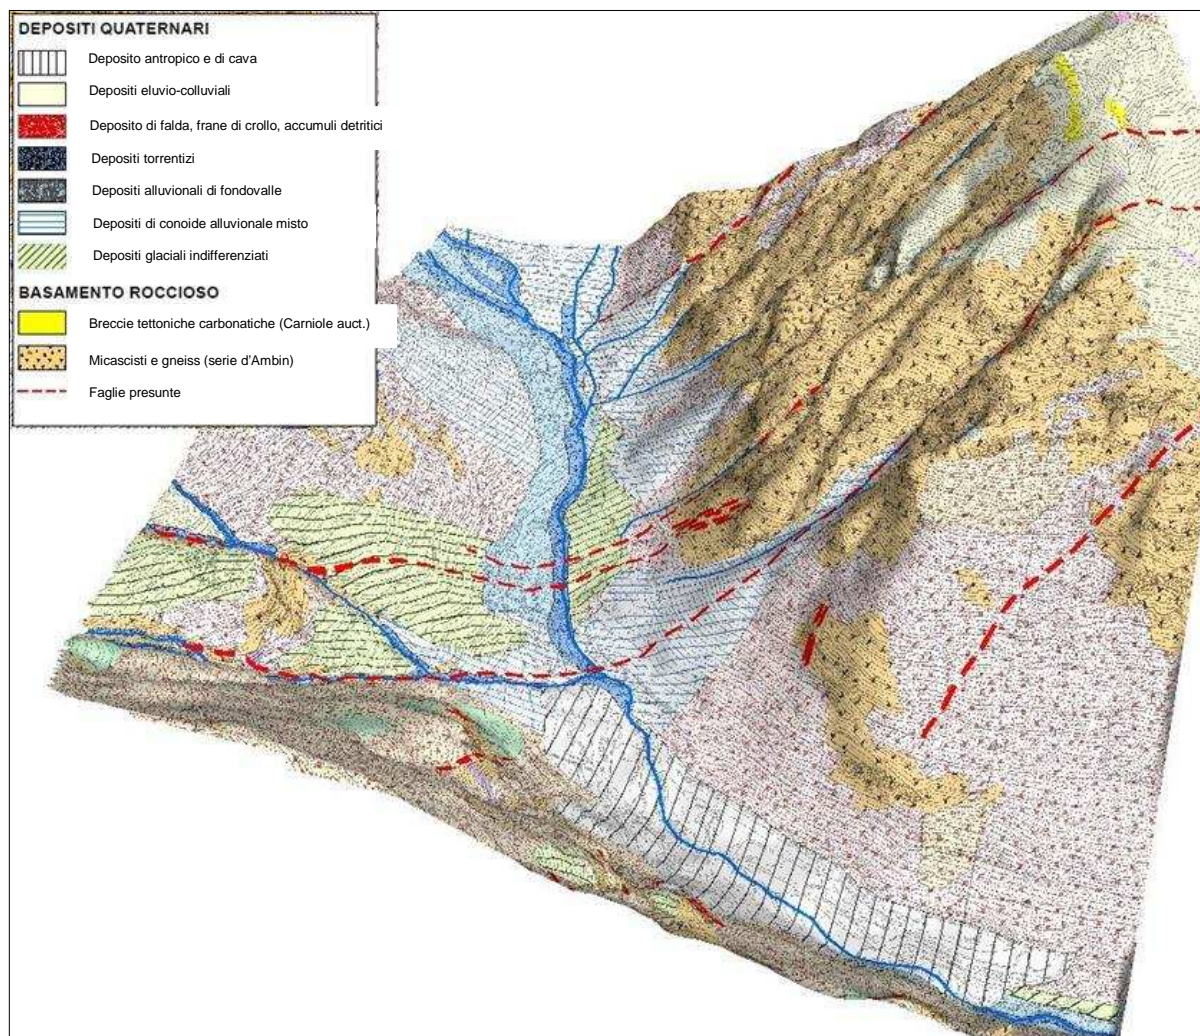 DEPOSITI QUATERNARI
Deposito antropico e di cava
Depositi eluvio-colluviali
Deposito di falda, frane di crollo, accumuli detritici
Depositi torrentizi
Depositi alluvionali di fondovalle
Depositi di conoide alluvionale misto
Depositi glaciali indifferenziati
BASAMENTO ROCCIOSO
Breccie tettoniche carbonatiche (Carniole auct.)
Micascisti e gneiss (serie d'Ambin)
Faglie presunte